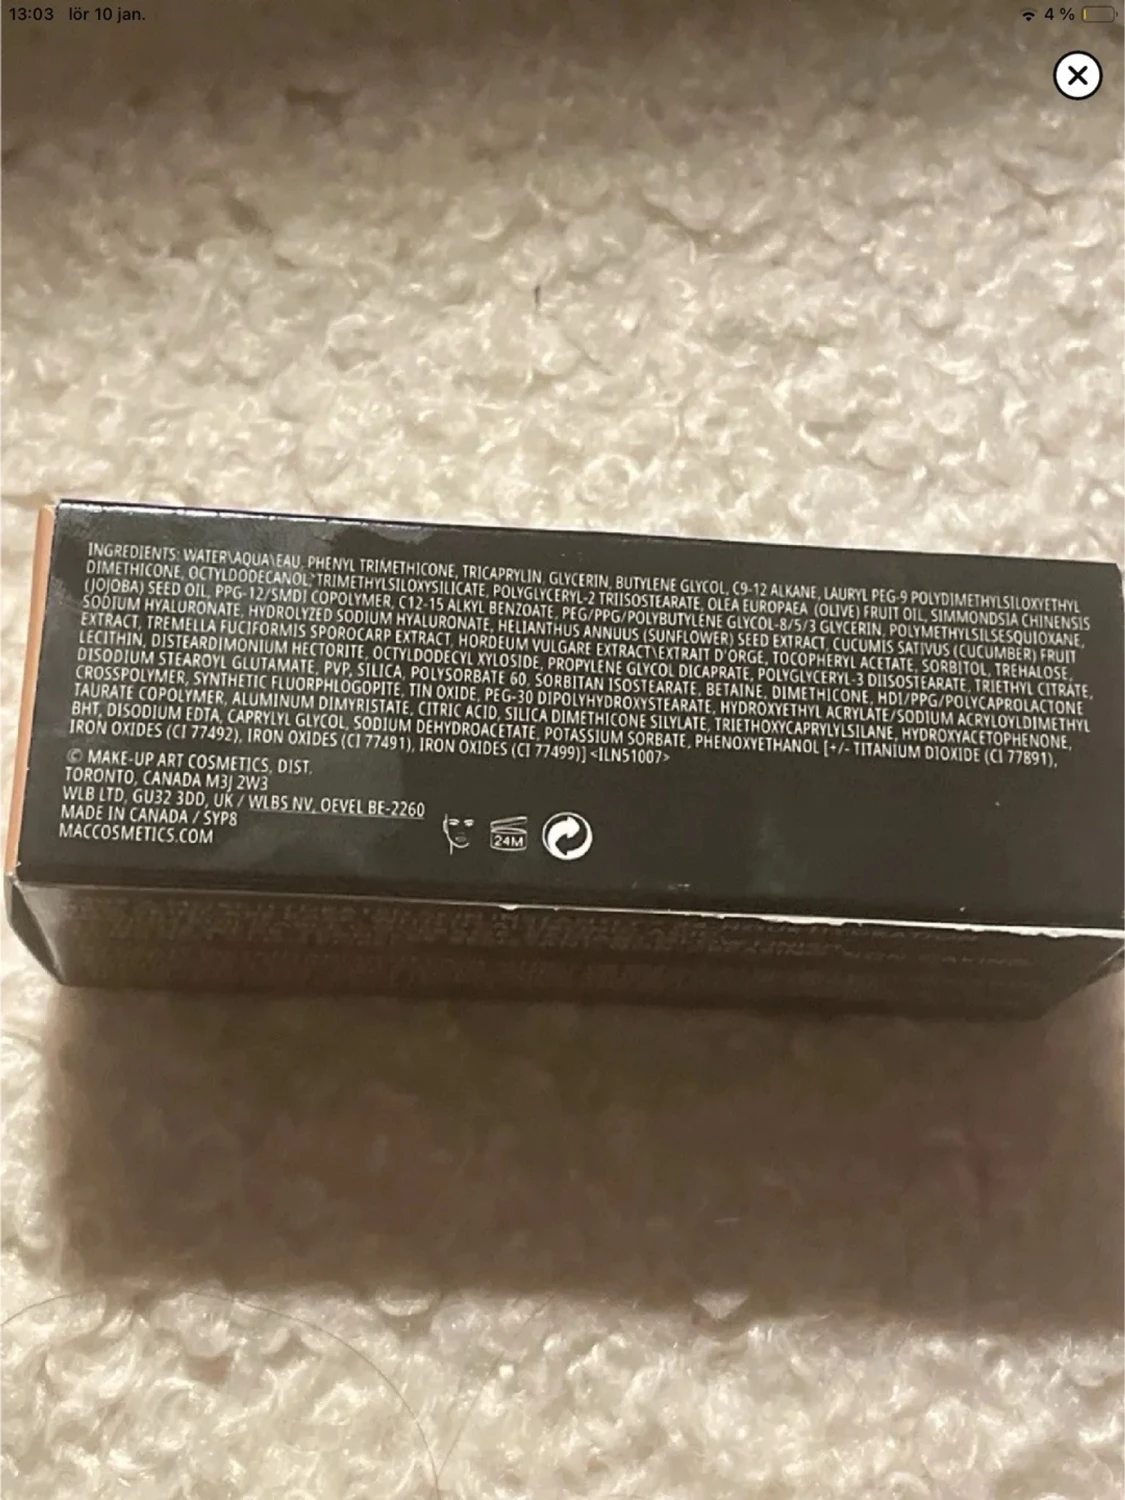 13:03 lör 10 jan.
4 %
INGREDIENTS: WATER\AQUA\EAU, PHENYL TRIMETHICONE, TRICAPRYLIN, GLYCERIN, BUTYLENE GLYCOL, C9-12 ALKANE, LAURYL PEG-9 POLYDIMETHYLSILOXYETHYL
DIMETHICONE, OCTYLDODECANOL, TRIMETHYLSILOXYSILICATE, POLYGLYCERYL-2 TRIISOSTEARATE, OLEA EUROPAEA (OLIVE) FRUIT OIL, SIMMONDSIA CHINENSIS
(JOJOBA) SEED OIL, PPG-12/SMDI COPOLYMER, C12-15 ALKYL BENZOATE, PEG/PPG/POLYBUTYLENE GLYCOL-8/5/3 GLYCERIN, POLYMETHYLSILSESQUIOXANE,
SODIUM HYALURONATE, HYDROLYZED SODIUM HYALURONATE, HELIANTHUS ANNUUS (SUNFLOWER) SEED EXTRACT, CUCUMIS SATIVUS (CUCUMBER) FRUIT
EXTRACT, TREMELLA FUCIFORMIS SPOROCARP EXTRACT, HORDEUM VULGARE EXTRACT\EXTRAIT D'ORGE, TOCOPHERYL ACETATE, SORBITOL, TREHALOSE,
LECITHIN, DISTEARDIMONIUM HECTORITE, OCTYLDODECYL XYLOSIDE, PROPYLENE GLYCOL DICAPRATE, POLYGLYCERYL-3 DIISOSTEARATE, TRIETHYL CITRATE,
DISODIUM STEAROYL GLUTAMATE, PVP, SILICA, POLYSORBATE 60, SORBITAN ISOSTEARATE, BETAINE, DIMETHICONE, HDI/PPG/POLYCAPROLACTONE
CROSSPOLYMER, SYNTHETIC FLUORPHLOGOPITE, TIN OXIDE, PEG-30 DIPOLYHYDROXYSTEARATE, HYDROXYETHYL ACRYLATE/SODIUM ACRYLOYLDIMETHYL
TAURATE COPOLYMER, ALUMINUM DIMYRISTATE, CITRIC ACID, SILICA DIMETHICONE SILYLATE, TRIETHOXYCAPRYLYLSILANE, HYDROXYACETOPHENONE,
BHT, DISODIUM EDTA, CAPRYLYL GLYCOL, SODIUM DEHYDROACETATE, POTASSIUM SORBATE, PHENOXYETHANOL [+/- TITANIUM DIOXIDE (CI 77891),
IRON OXIDES (CI 77492), IRON OXIDES (CI 77491), IRON OXIDES (CI 77499)] <ILN51007>
© MAKE-UP ART COSMETICS, DIST.
TORONTO, CANADA M3J 2W3
WLB LTD, GU32 3DD, UK / WLBS NV, OEVEL BE-2260
MADE IN CANADA / SYP8
MACCOSMETICS.COM
24M